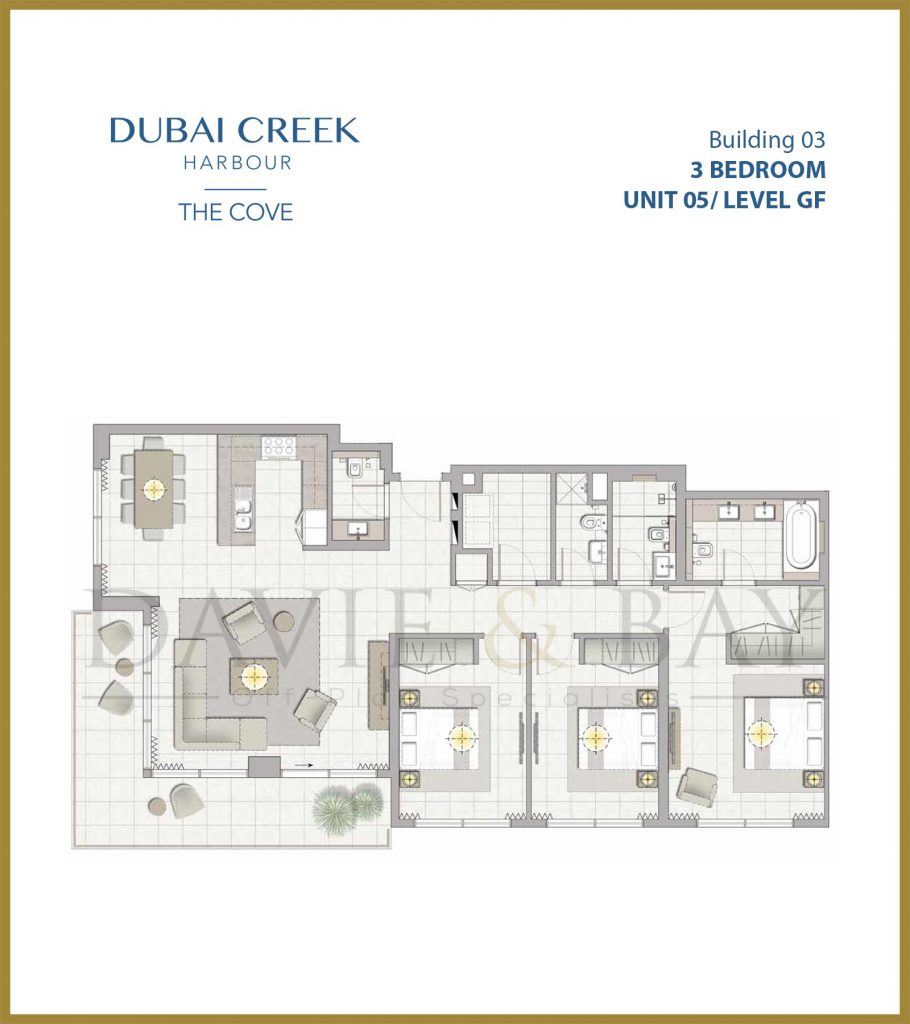 DUBAI CREEK
HARBOUR
THE COVE
Building 03
3 BEDROOM
UNIT 05/ LEVEL GF
DAVIE & BAY
Off Plan Specialists